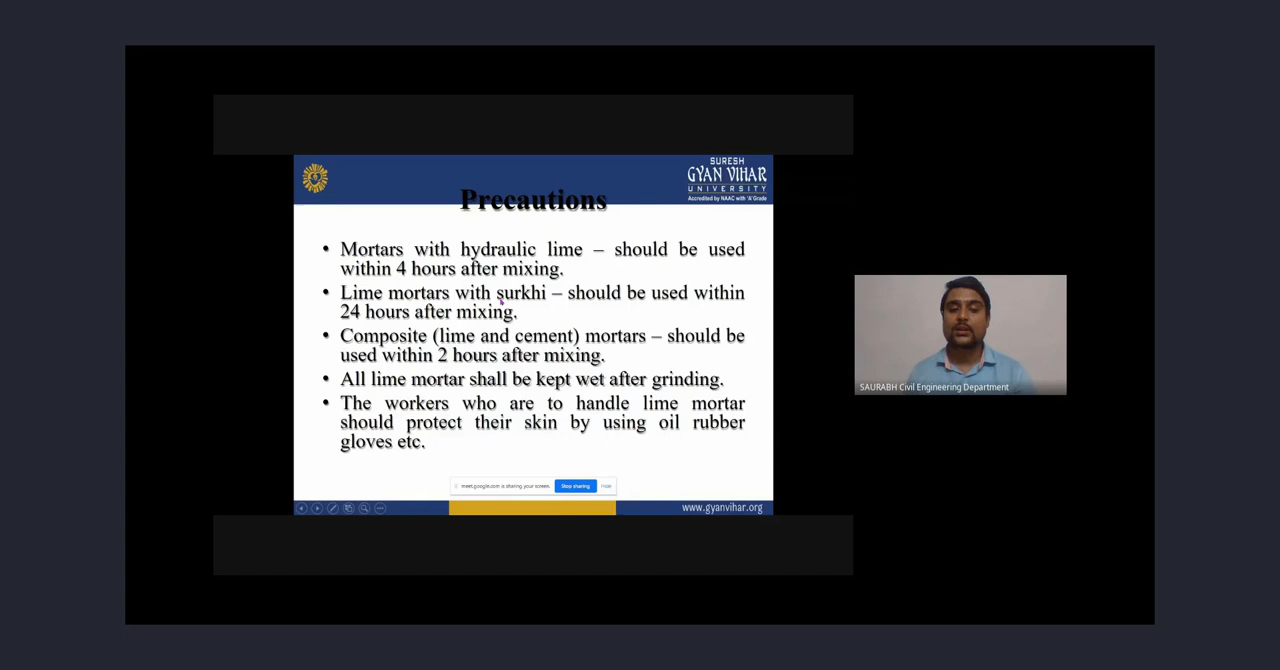 SURESH
GYAN VIHAR
UNIVERSITY
Accredited by NAAC with 'A' Grade
Precautions
• Mortars with hydraulic lime – should be used
within 4 hours after mixing.
• Lime mortars with surkhi – should be used within
24 hours after mixing.
• Composite (lime and cement) mortars – should be
used within 2 hours after mixing.
• All lime mortar shall be kept wet after grinding.
• The workers who are to handle lime mortar
should protect their skin by using oil rubber
gloves etc.
SAURABH Civil Engineering Department
meet.google.com is sharing your screen. Stop sharing Hide
www.gyanvihar.org